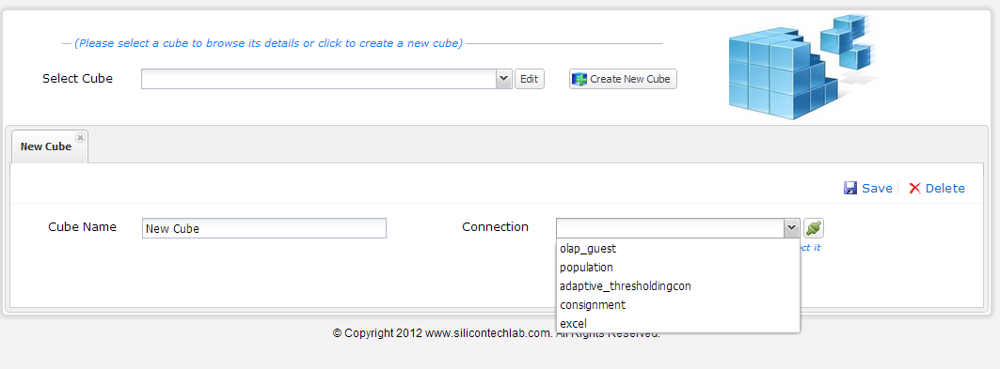 (Please select a cube to browse its details or click to create a new cube)
Select Cube Edit Create New Cube
New Cube
Save Delete
Cube Name New Cube Connection
it
olap_guest
population
adaptive_thresholdingcon
consignment
excel
© Copyright 2012 www.silicontechlab.com. All Rights Reserved.